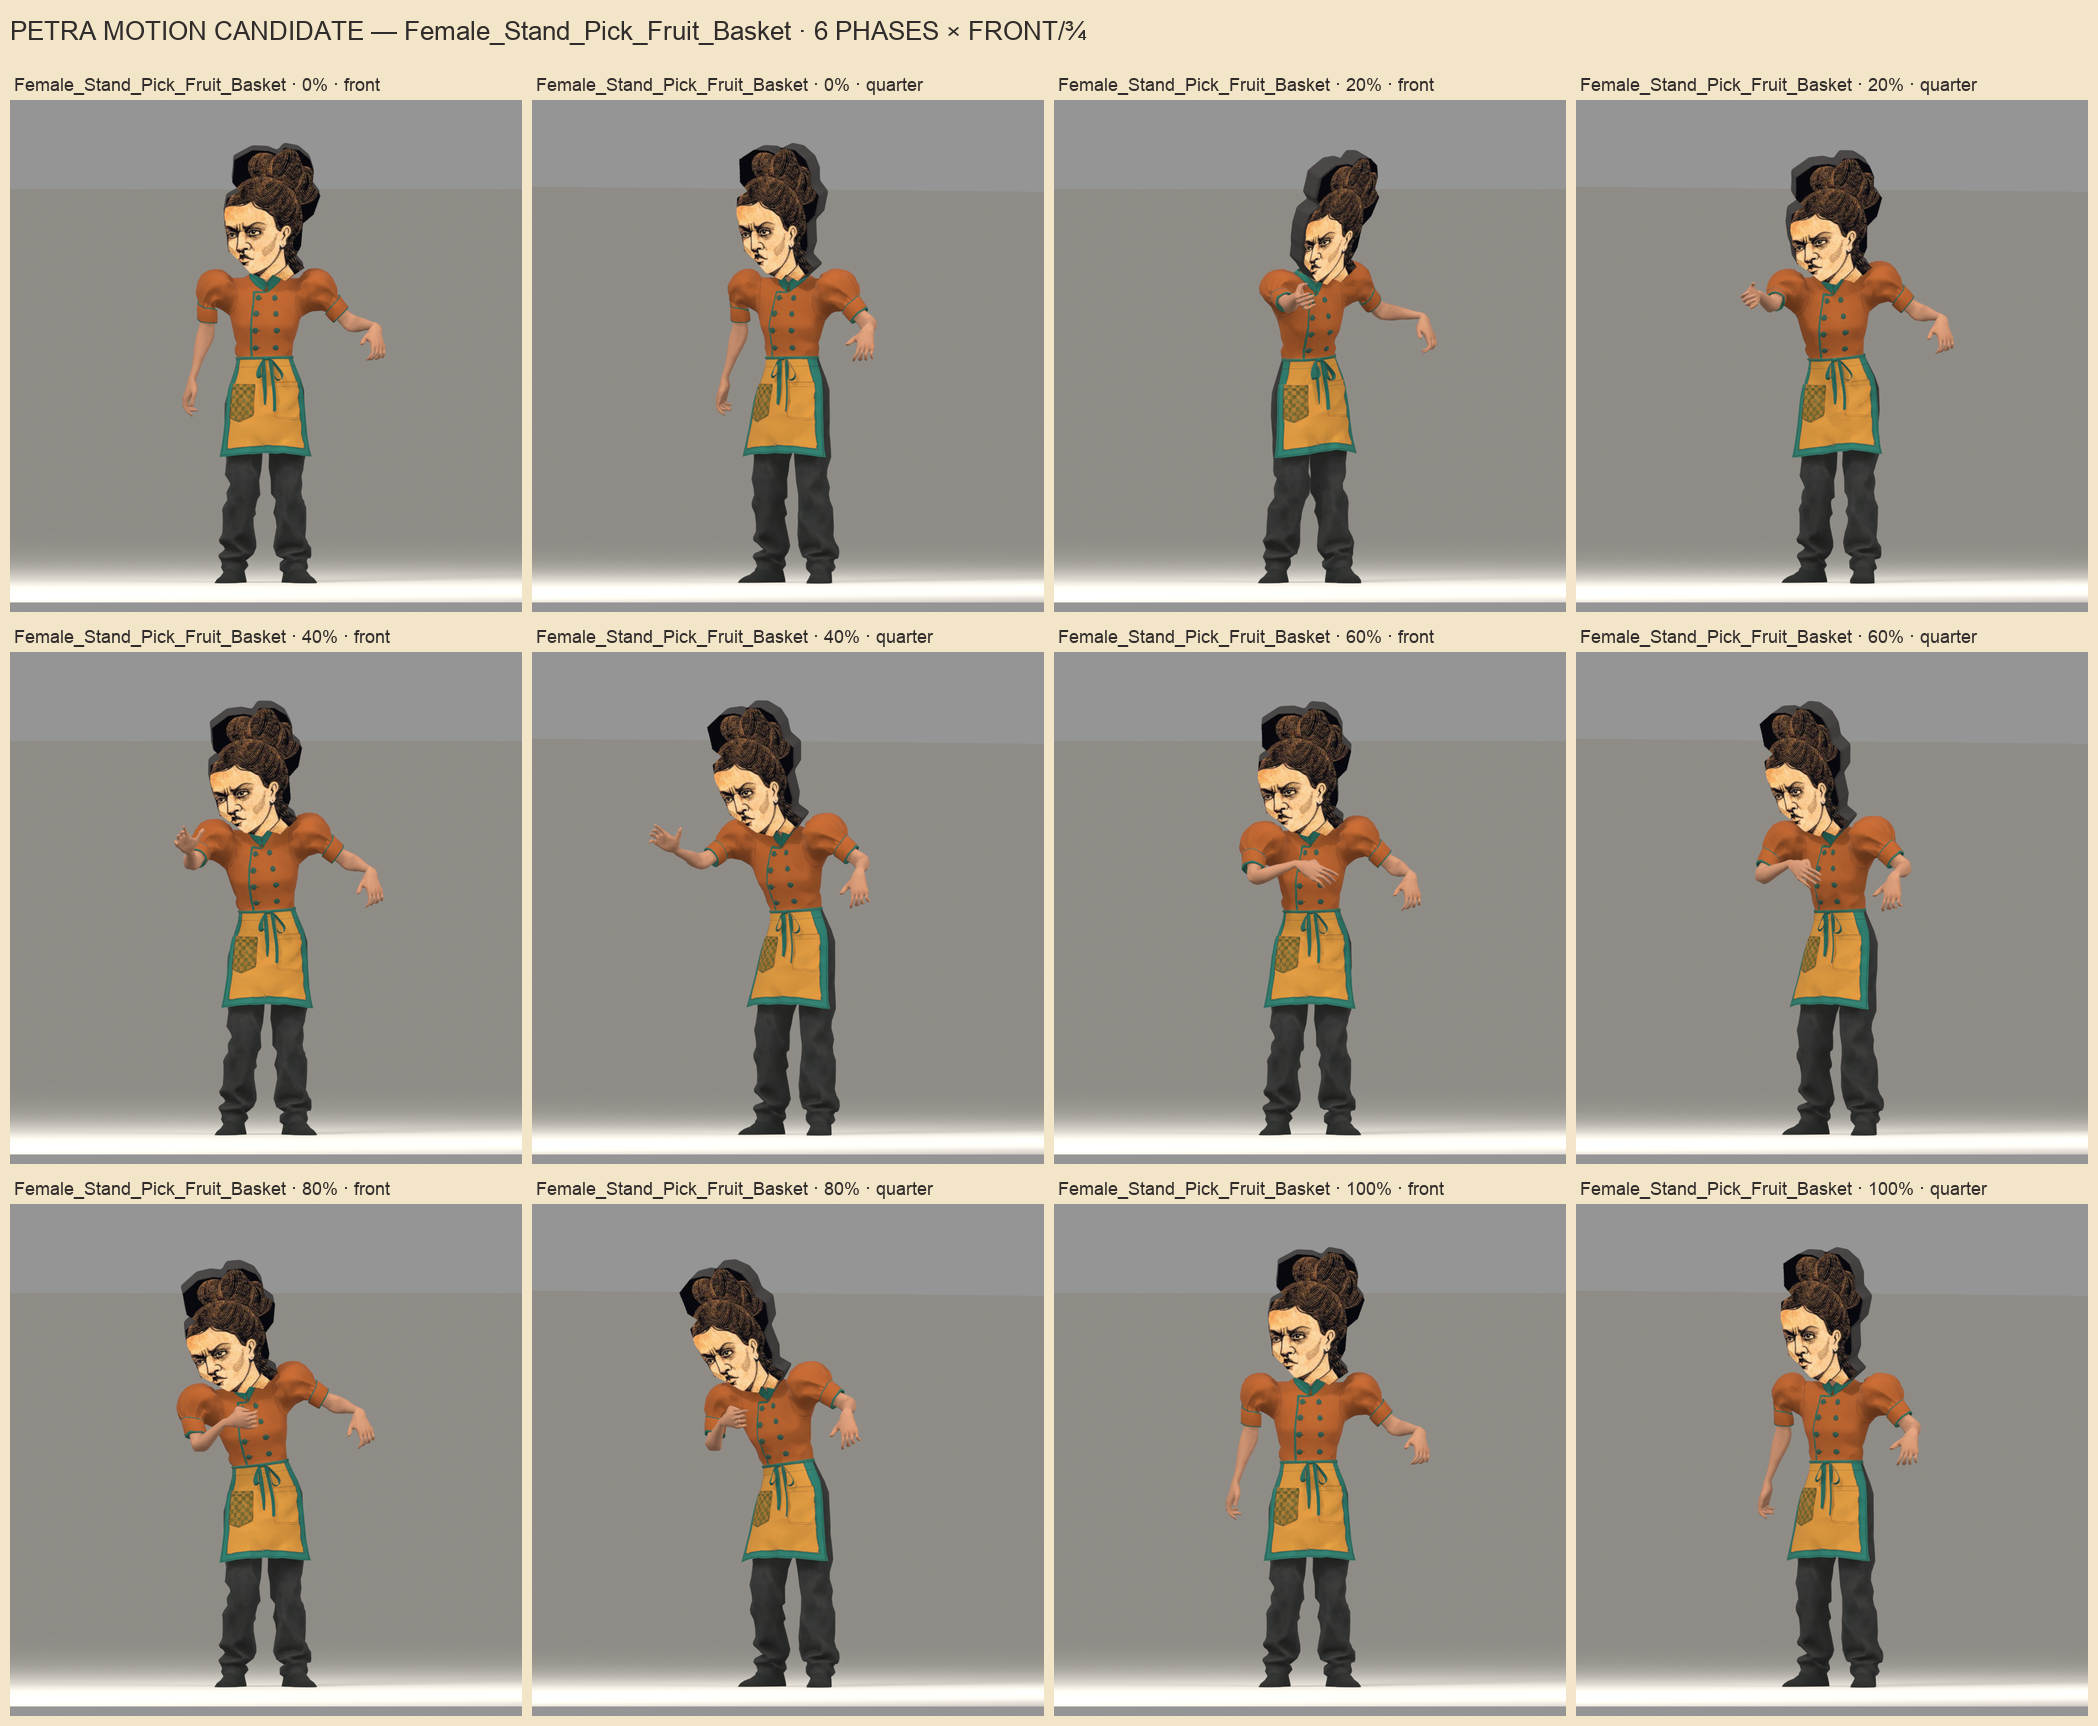 PETRA MOTION CANDIDATE — Female_Stand_Pick_Fruit_Basket · 6 PHASES × FRONT/¾
Female_Stand_Pick_Fruit_Basket · 0% · front
Female_Stand_Pick_Fruit_Basket · 0% · quarter
Female_Stand_Pick_Fruit_Basket · 20% · front
Female_Stand_Pick_Fruit_Basket · 20% · quarter
Female_Stand_Pick_Fruit_Basket · 40% · front
Female_Stand_Pick_Fruit_Basket · 40% · quarter
Female_Stand_Pick_Fruit_Basket · 60% · front
Female_Stand_Pick_Fruit_Basket · 60% · quarter
Female_Stand_Pick_Fruit_Basket · 80% · front
Female_Stand_Pick_Fruit_Basket · 80% · quarter
Female_Stand_Pick_Fruit_Basket · 100% · front
Female_Stand_Pick_Fruit_Basket · 100% · quarter